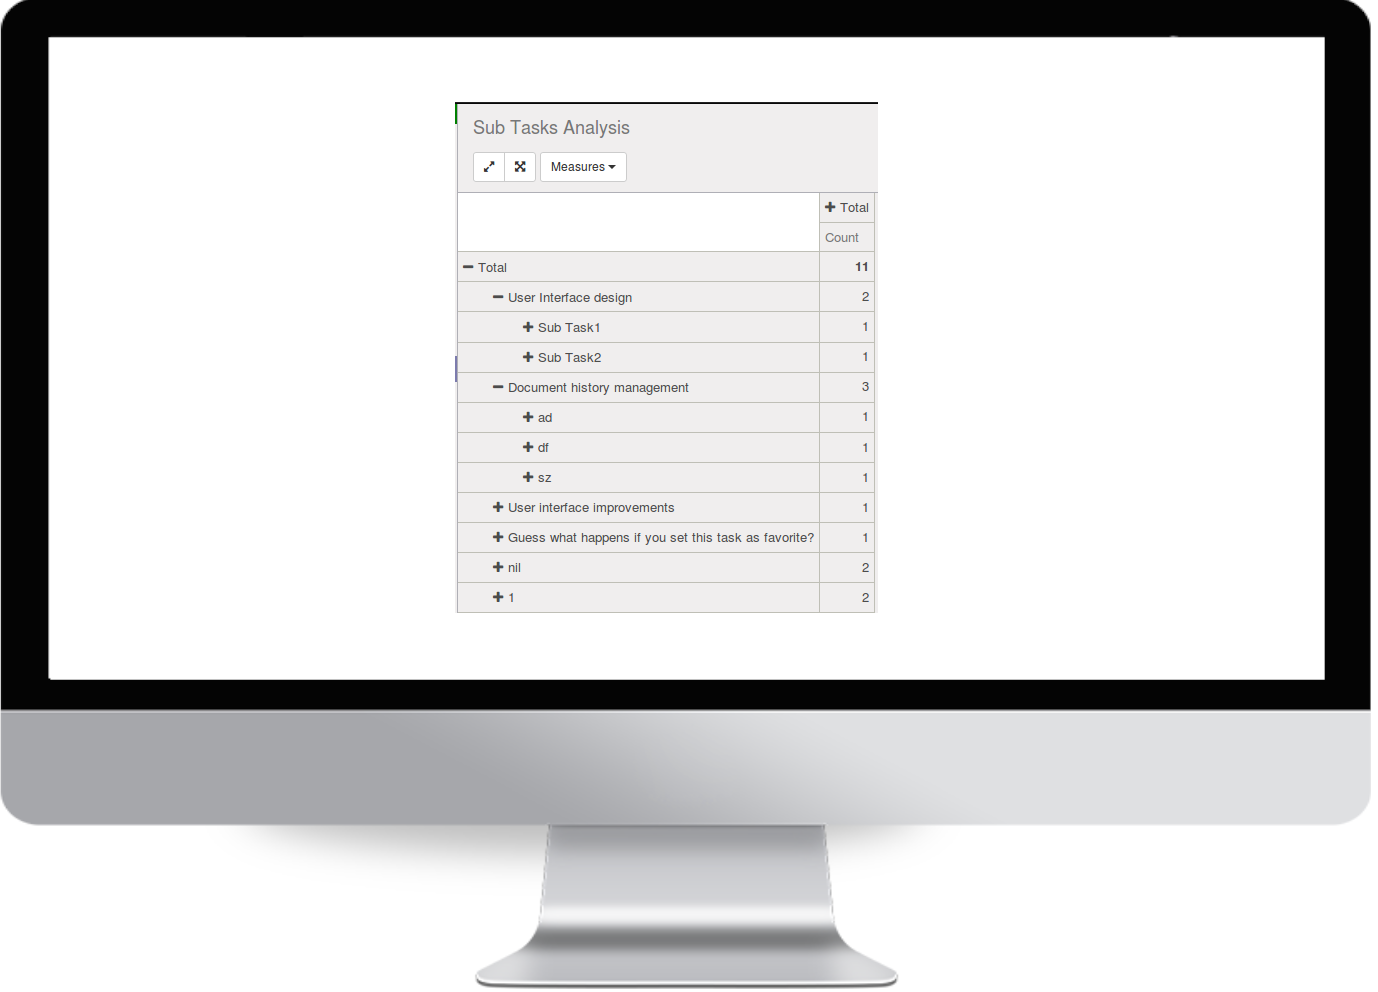 Sub Tasks Analysis
Measures
Total
Count
Total 11
User Interface design 2
Sub Task1 1
Sub Task2 1
Document history management 3
ad 1
df 1
sz 1
User interface improvements 1
Guess what happens if you set this task as favorite? 1
nil 2
1 2